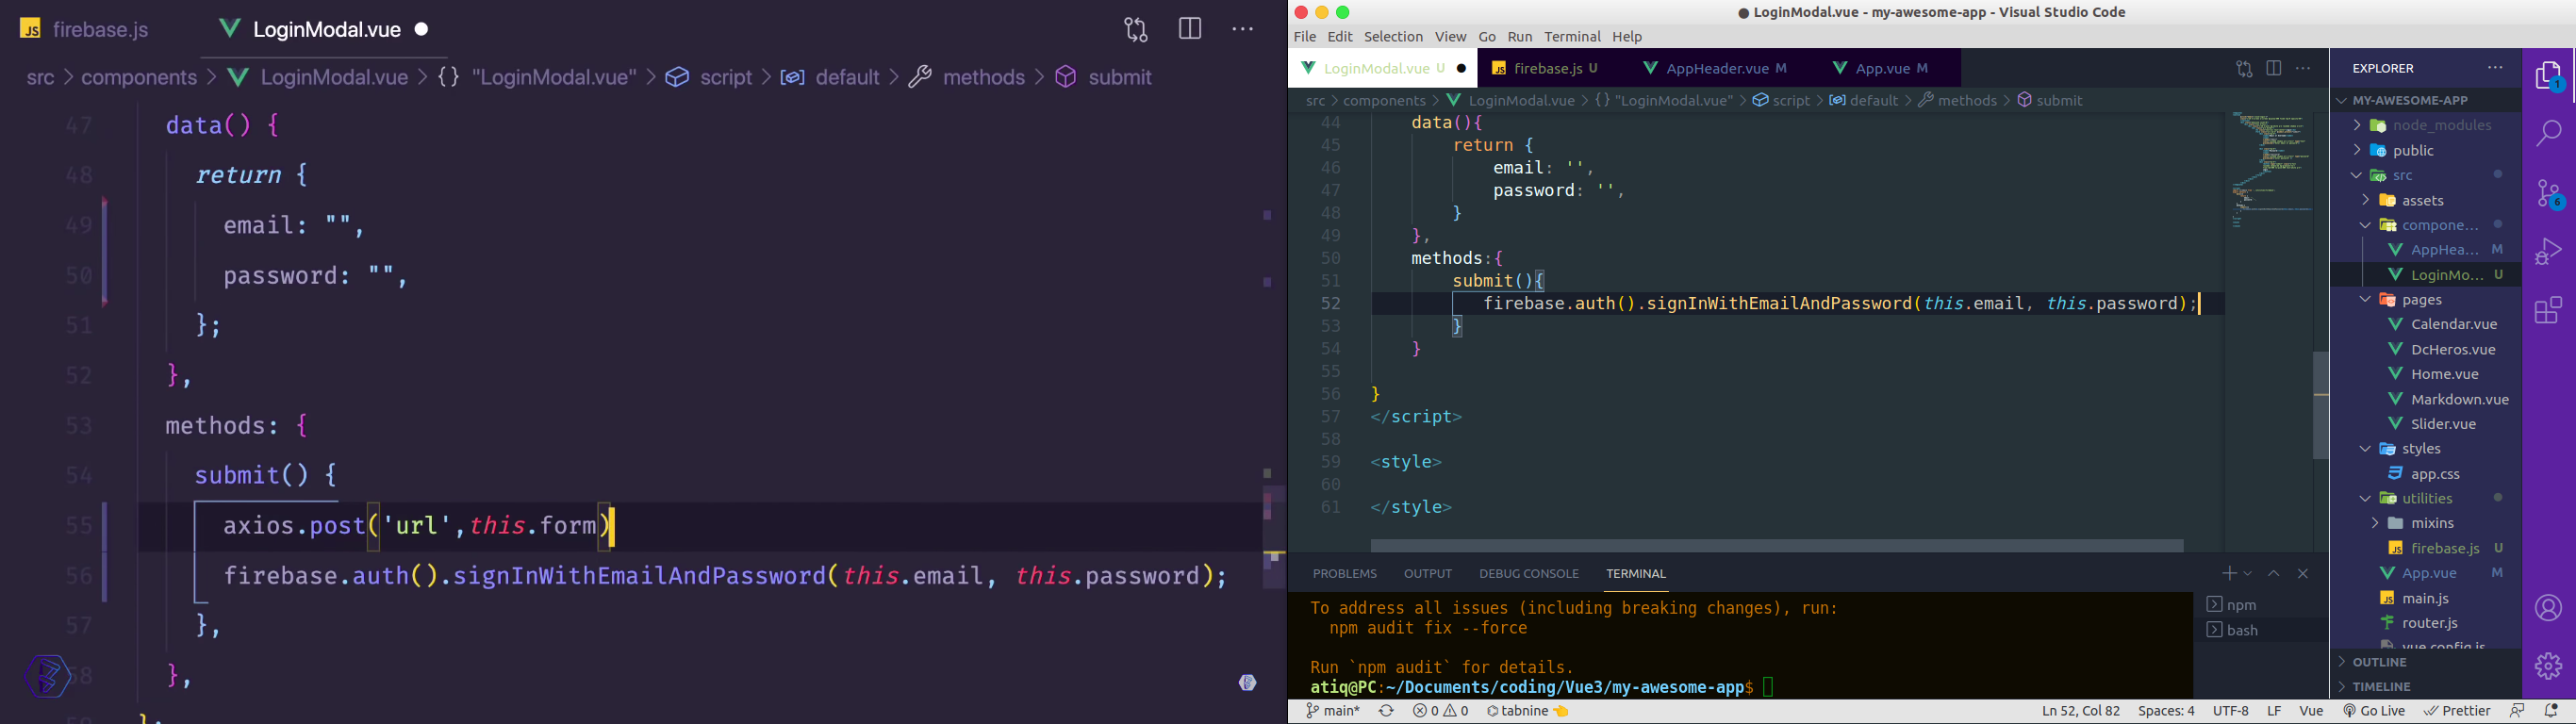 firebase.js
LoginModal.vue
src > components > LoginModal.vue > {} "LoginModal.vue" > script > default > methods > submit
47 data() {
48 return {
49 email: "",
50 password: "",
51 };
52 },
53 methods: {
54 submit() {
55 axios.post('url',this.form)
56 firebase.auth().signInWithEmailAndPassword(this.email, this.password);
57 },
58 },
LoginModal.vue - my-awesome-app - Visual Studio Code
File Edit Selection View Go Run Terminal Help
LoginModal.vue U firebase.js U AppHeader.vue M App.vue M
src > components > LoginModal.vue > {} "LoginModal.vue" > script > default > methods > submit
44 data(){
45 return {
46 email: '',
47 password: '',
48 }
49 },
50 methods:{
51 submit(){
52 firebase.auth().signInWithEmailAndPassword(this.email, this.password);
53 }
54 }
55
56 }
57 </script>
58
59 <style>
60
61 </style>
PROBLEMS OUTPUT DEBUG CONSOLE TERMINAL
To address all issues (including breaking changes), run:
npm audit fix --force
Run `npm audit` for details.
atiq@PC:~/Documents/coding/Vue3/my-awesome-app$
npm
bash
EXPLORER
MY-AWESOME-APP
node_modules
public
src
assets
compone...
AppHea... M
LoginMo... U
pages
Calendar.vue
DcHeros.vue
Home.vue
Markdown.vue
Slider.vue
styles
app.css
utilities
mixins
firebase.js U
App.vue M
main.js
router.js
vue.config.js
OUTLINE
TIMELINE
1
6
main* 0 0 tabnine Ln 52, Col 82 Spaces: 4 UTF-8 LF Vue Go Live Prettier